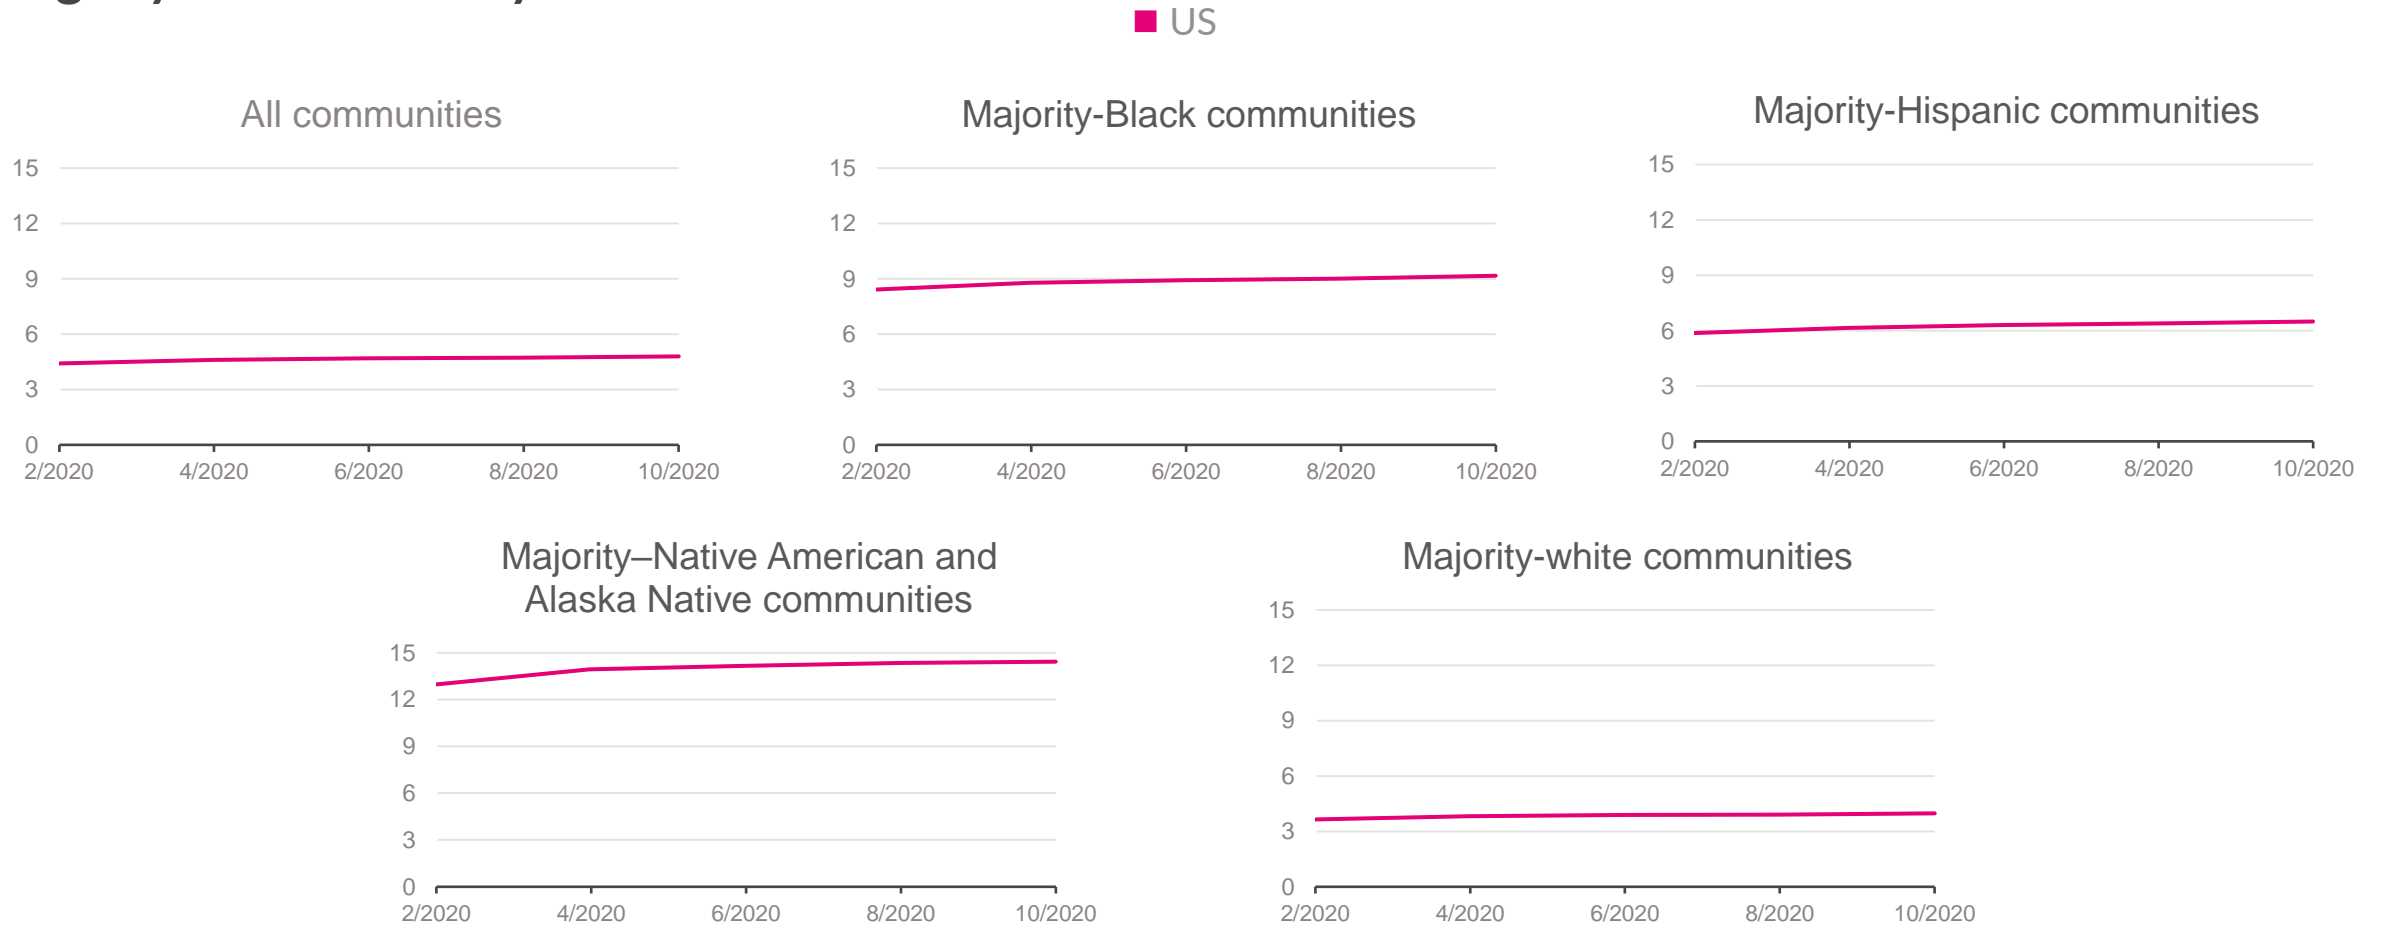 US
All communities
15
12
9
6
3
0
2/2020 4/2020 6/2020 8/2020 10/2020
Majority-Black communities
15
12
9
6
3
0
2/2020 4/2020 6/2020 8/2020 10/2020
Majority-Hispanic communities
15
12
9
6
3
0
2/2020 4/2020 6/2020 8/2020 10/2020
Majority–Native American and
Alaska Native communities
15
12
9
6
3
0
2/2020 4/2020 6/2020 8/2020 10/2020
Majority-white communities
15
12
9
6
3
0
2/2020 4/2020 6/2020 8/2020 10/2020